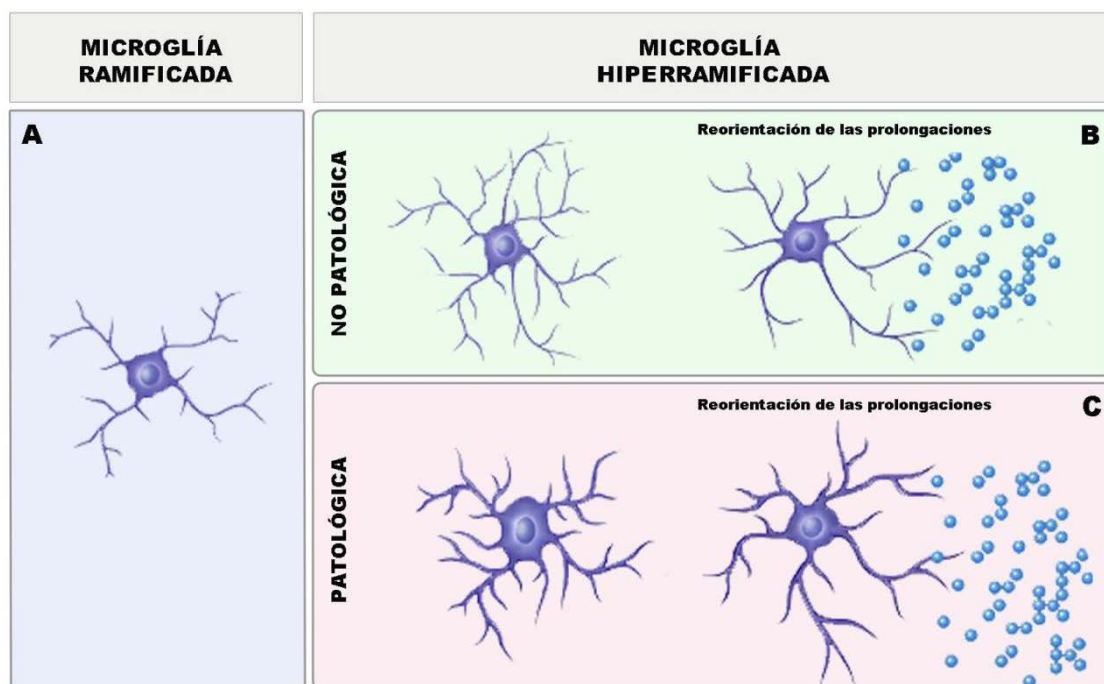 MICROGLÍA
RAMIFICADA
MICROGLÍA
HIPERRAMIFICADA
A
NO PATOLÓGICA
Reorientación de las prolongaciones
B
PATOLÓGICA
Reorientación de las prolongaciones
C